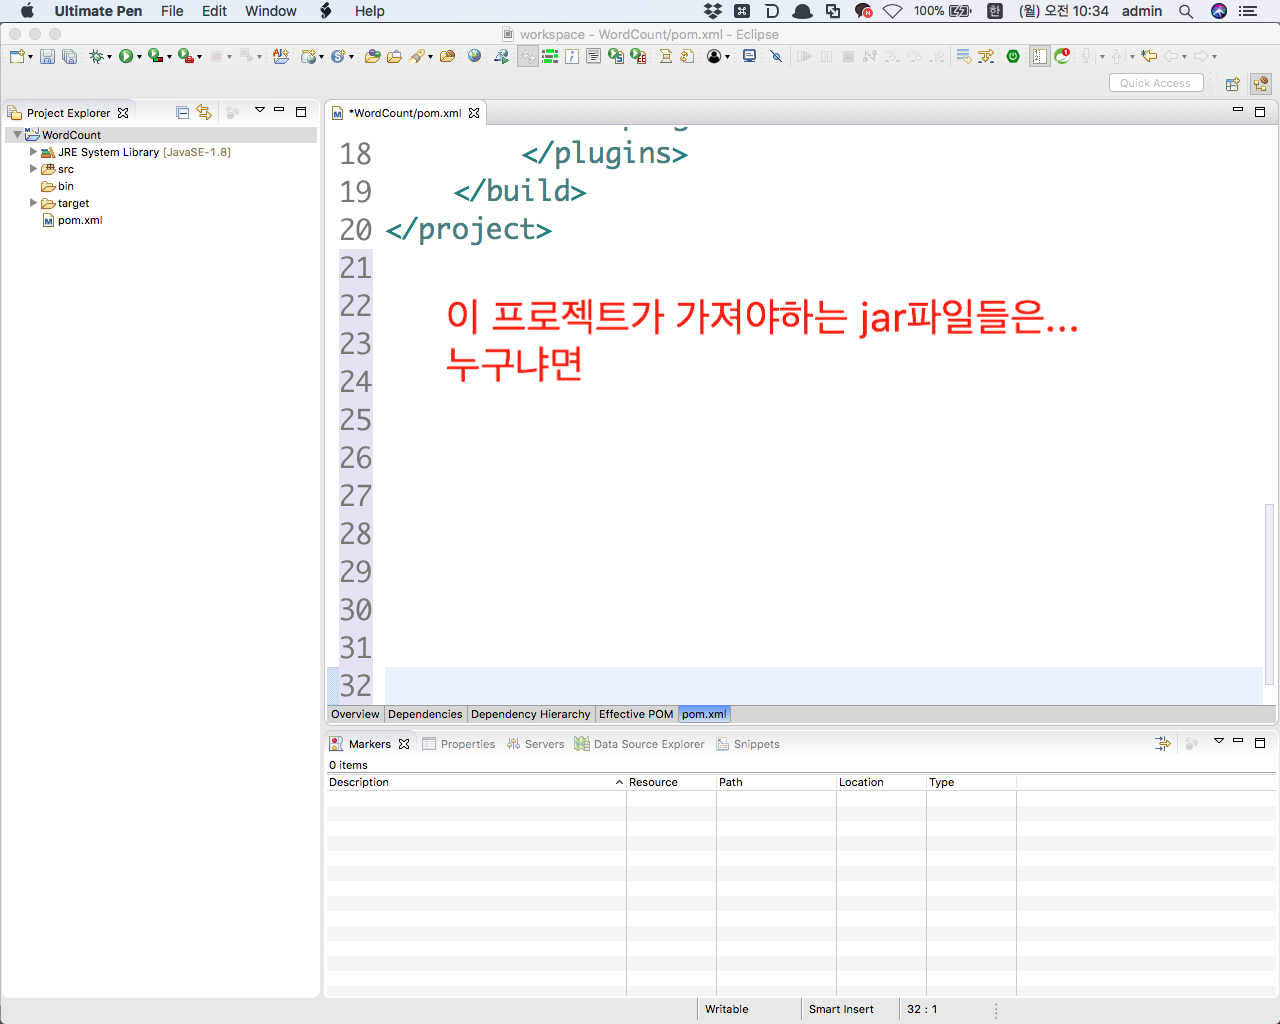 Ultimate Pen File Edit Window Help 100% 한 (월) 오전 10:34 admin
workspace - WordCount/pom.xml - Eclipse
Quick Access
Project Explorer
WordCount
JRE System Library [JavaSE-1.8]
src
bin
target
pom.xml
*WordCount/pom.xml
18 </plugins>
19 </build>
20 </project>
21
22
23
24
25
26
27
28
29
30
31
32
이 프로젝트가 가져야하는 jar파일들은...
누구냐면
Overview Dependencies Dependency Hierarchy Effective POM pom.xml
Markers Properties Servers Data Source Explorer Snippets
0 items
Description Resource Path Location Type
Writable Smart Insert 32 : 1